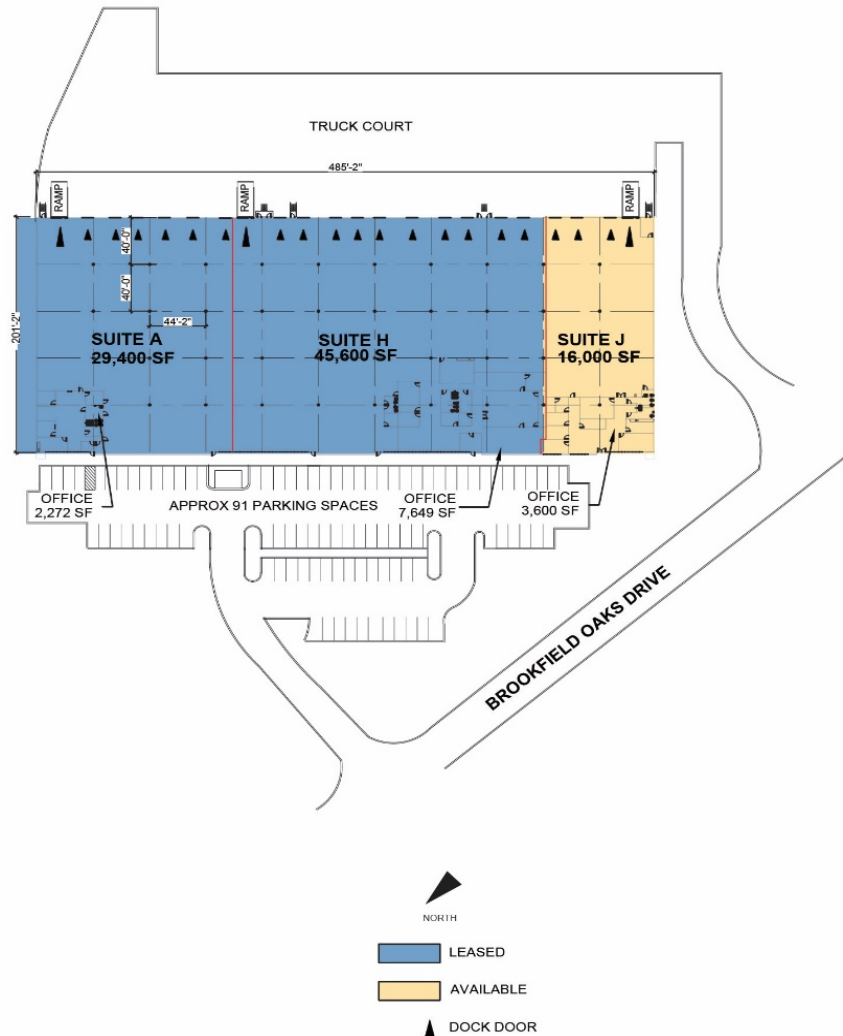 TRUCK COURT
485'-2"
RAMP
RAMP
RAMP
40'-0"
40'-0"
44'-2"
201'-2"
SUITE A
29,400 SF
SUITE H
45,600 SF
SUITE J
16,000 SF
OFFICE
2,272 SF
APPROX 91 PARKING SPACES
OFFICE
7,649 SF
OFFICE
3,600 SF
BROOKFIELD OAKS DRIVE
NORTH
LEASED
AVAILABLE
DOCK DOOR